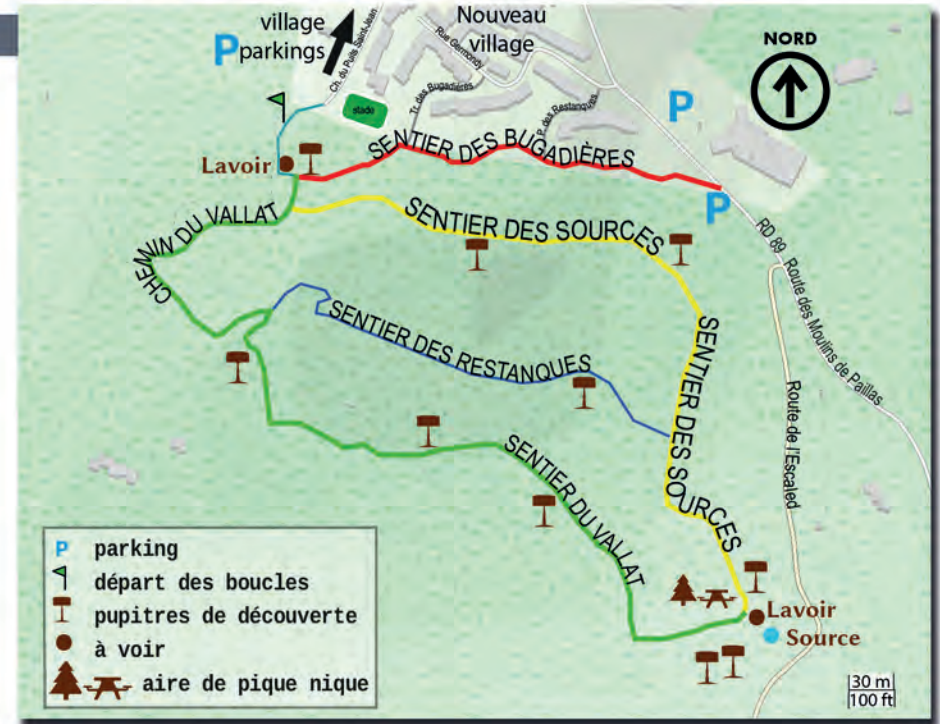 village
P parkings
Nouveau
village
NORD
Ch. du Puits Saint-Jean
Rue Germondy
Tr. des Bugadières
P. des Restanques
stade
P
Lavoir
SENTIER DES BUGADIÈRES
P
CHEMIN DU VALLAT
SENTIER DES SOURCES
RD 89 Route des Moulins de Paillas
SENTIER DES RESTANQUES
SENTIER DES SOURCES
Route de l'Escaled
SENTIER DU VALLAT
Lavoir
Source
P parking
départ des boucles
pupitres de découverte
à voir
aire de pique nique
30 m
100 ft